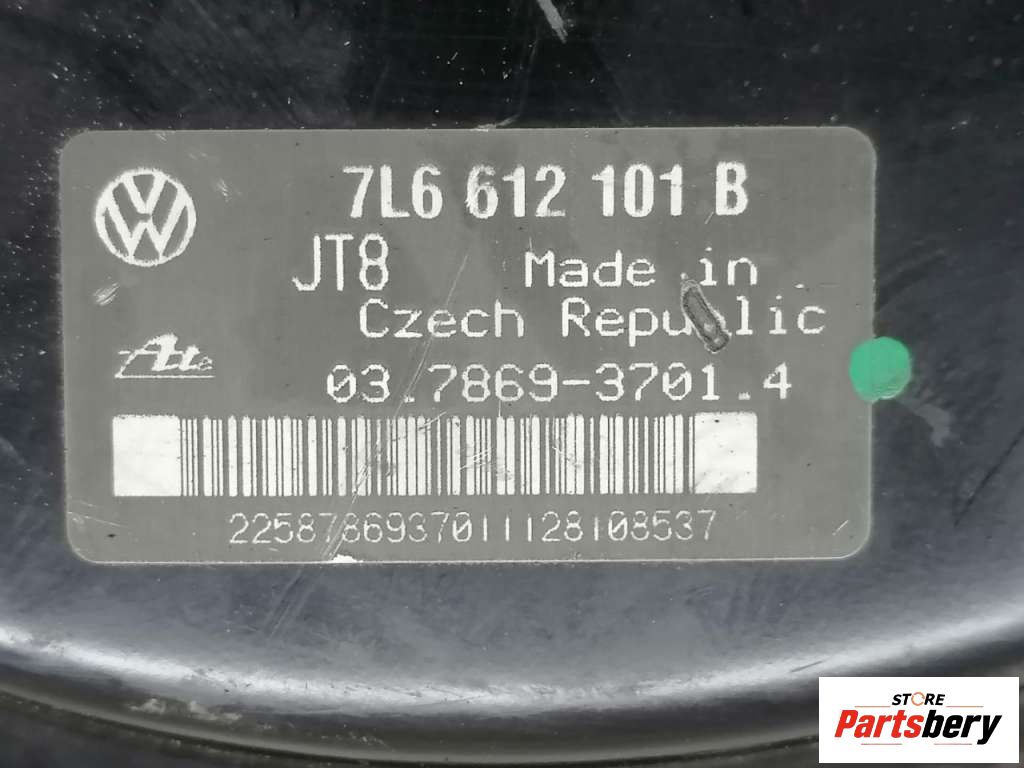 7L6 612 101 B
JT8 Made in
Czech Republic
Ate
03.7869-3701.4
22587869370111128108537
STORE
Partsbery